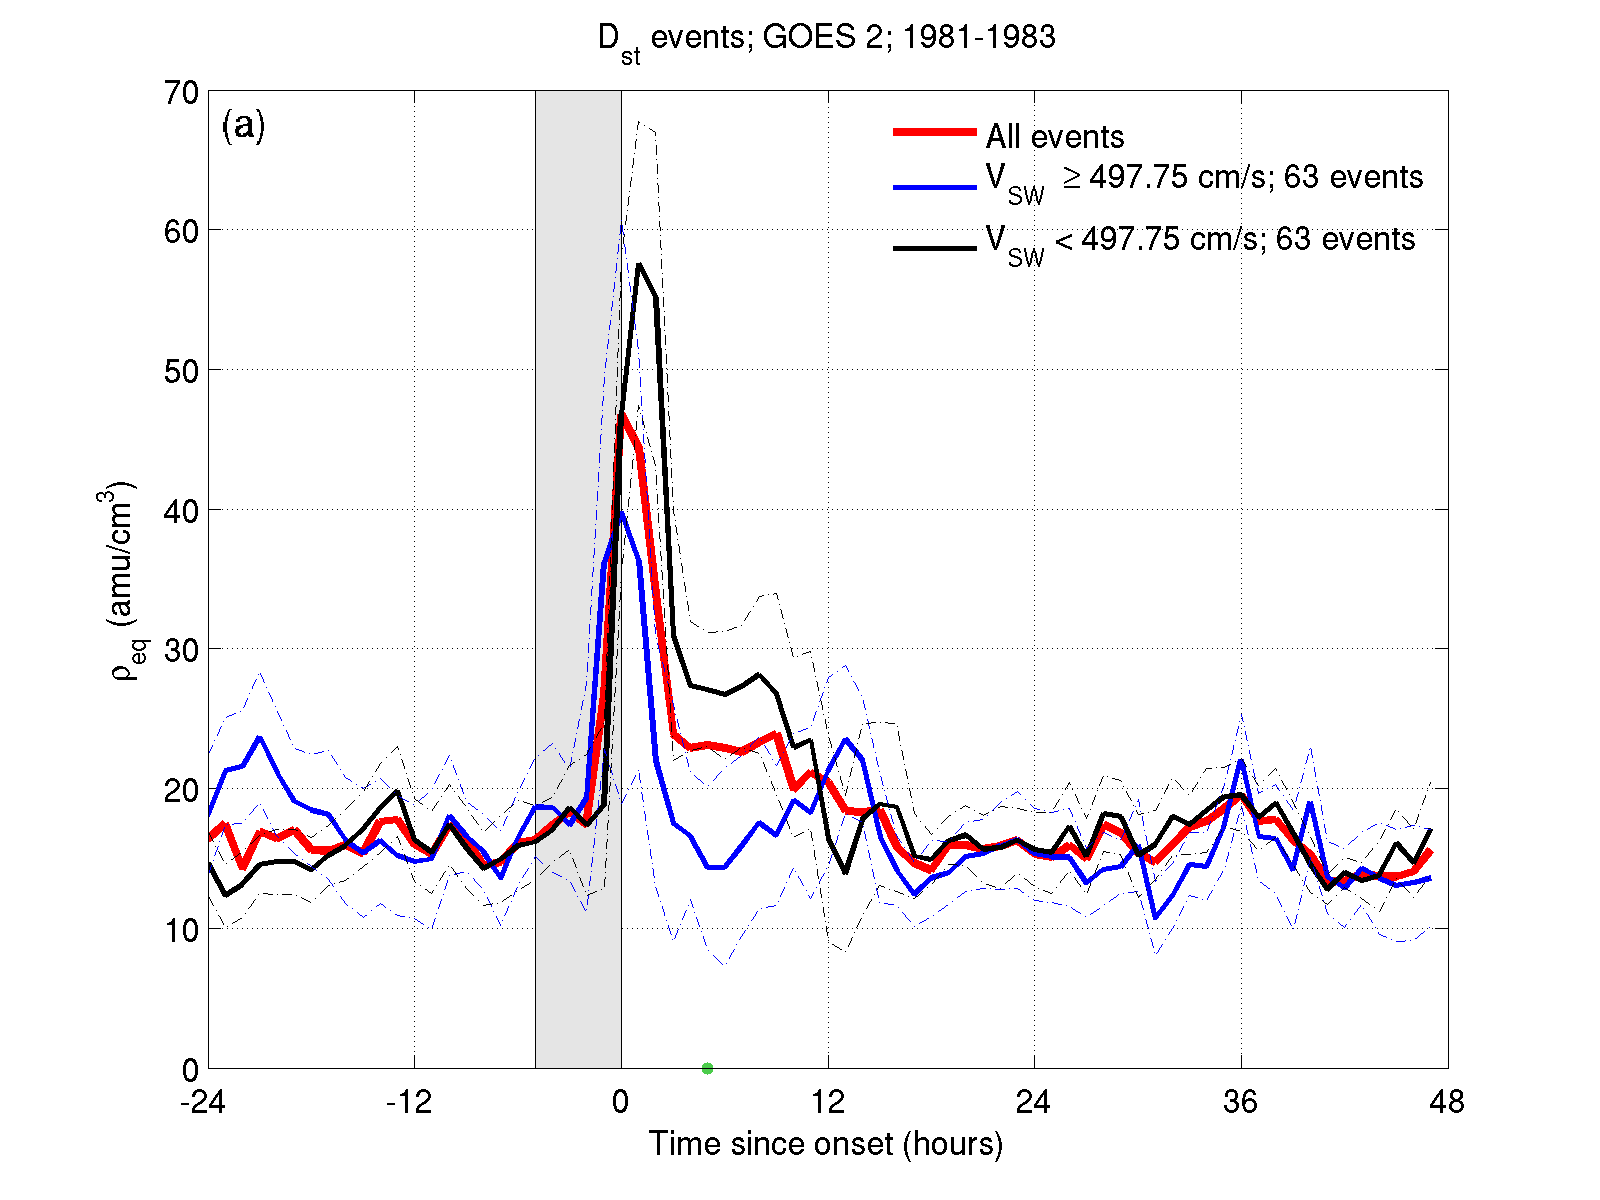 D_st events; GOES 2; 1981-1983
(a)
All events
V_SW ≥ 497.75 cm/s; 63 events
V_SW < 497.75 cm/s; 63 events
ρ_eq (amu/cm³)
70
60
50
40
30
20
10
0
-24 -12 0 12 24 36 48
Time since onset (hours)